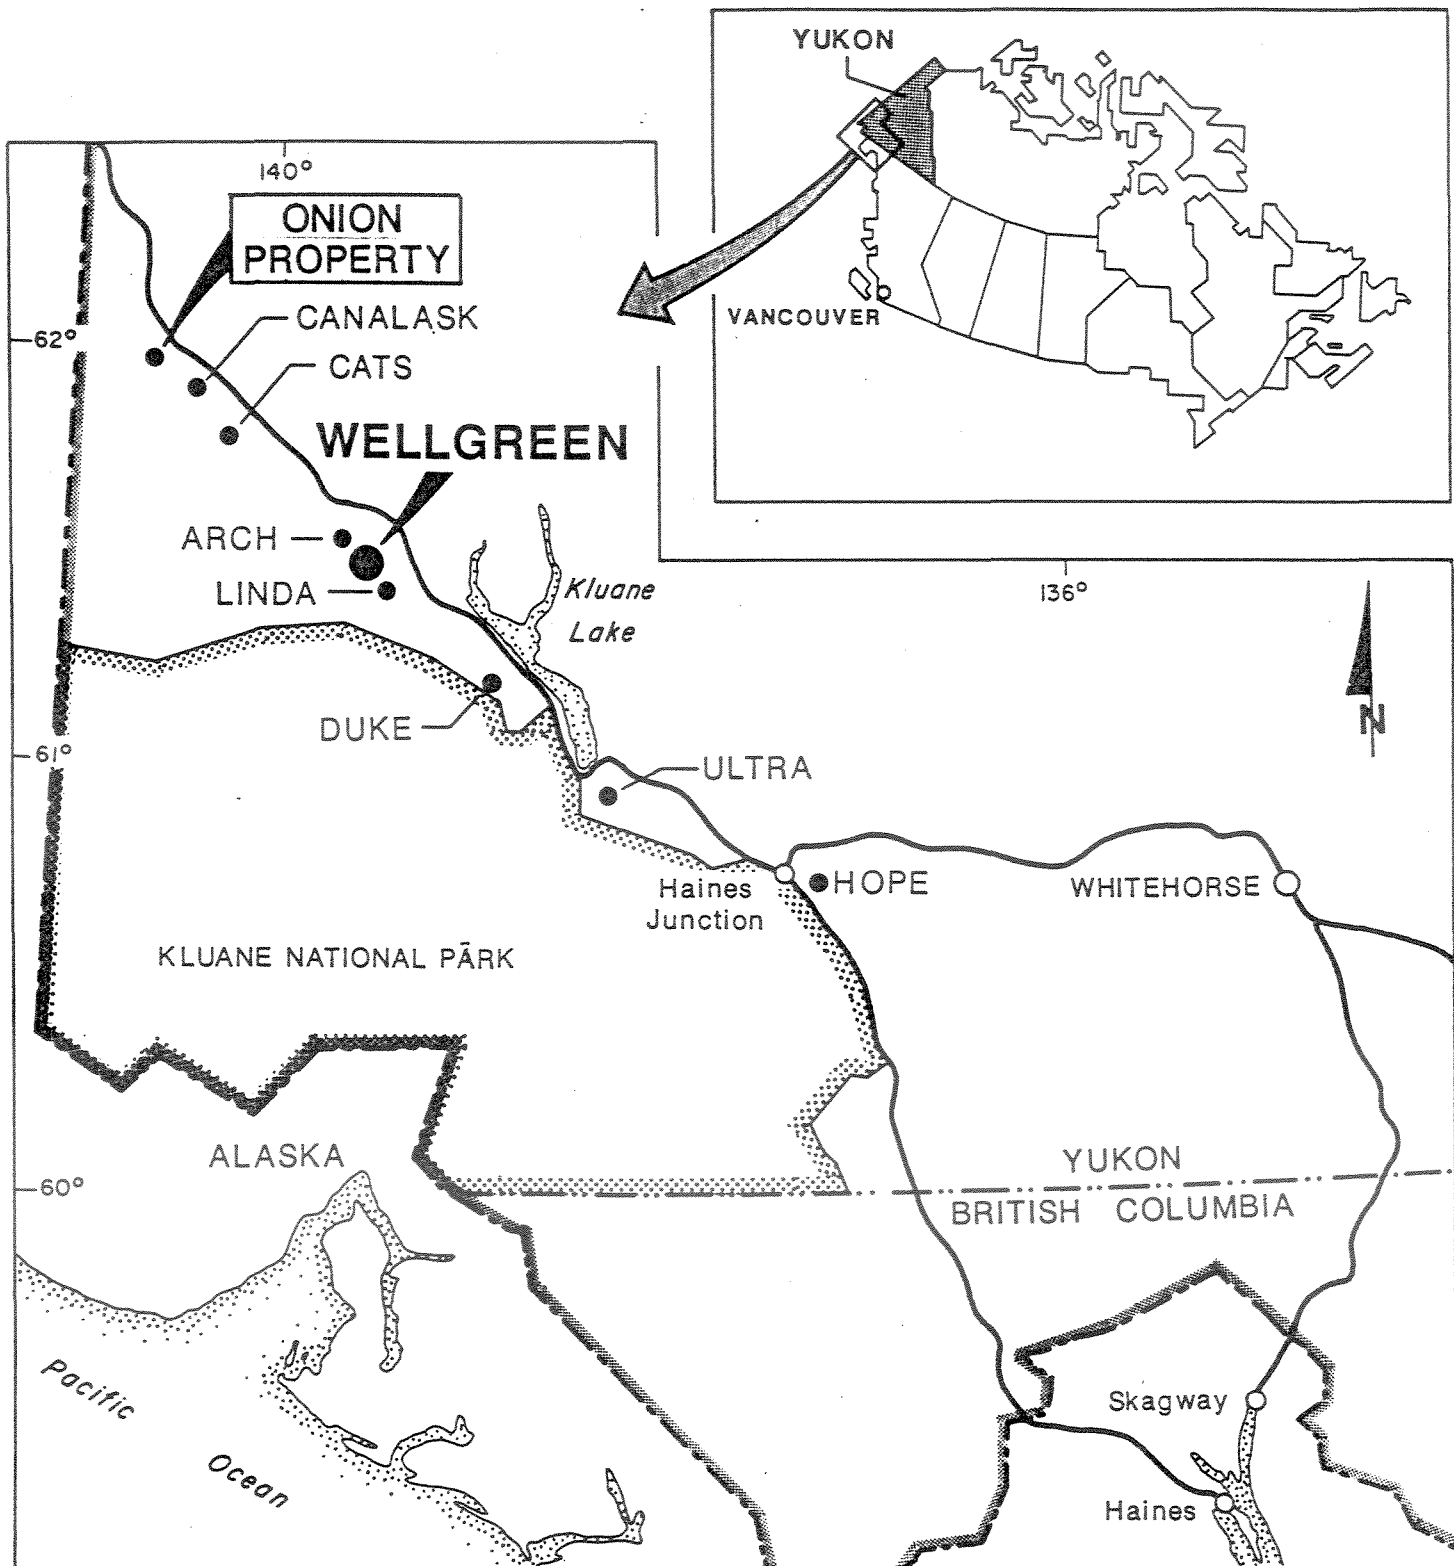 YUKON
VANCOUVER
140°
ONION
PROPERTY
CANALASK
62°
CATS
WELLGREEN
ARCH
LINDA
Kluane
Lake
136°
N
DUKE
61°
ULTRA
Haines
Junction
HOPE
WHITEHORSE
KLUANE NATIONAL PARK
ALASKA
YUKON
60°
BRITISH COLUMBIA
Pacific
Ocean
Skagway
Haines